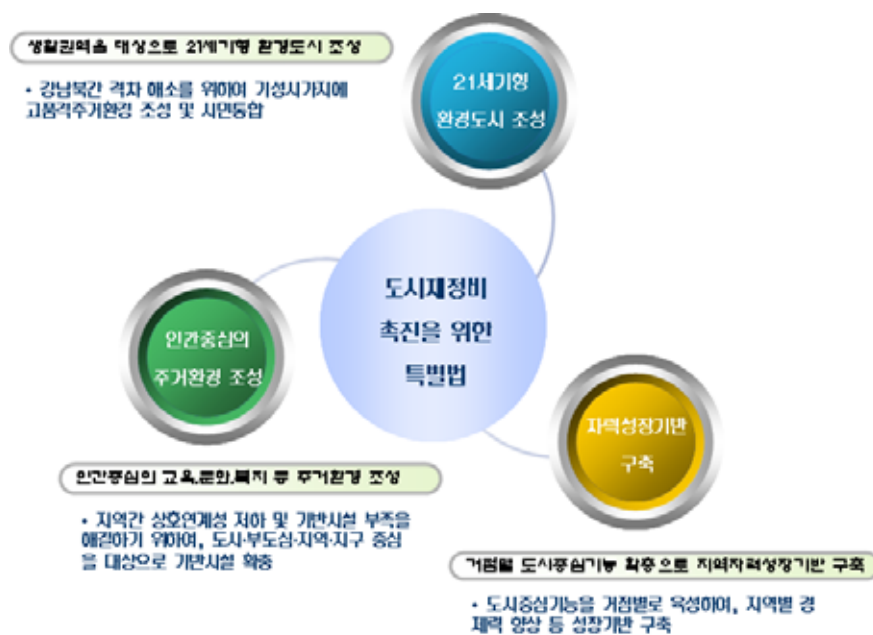 생활권역을 대상으로 21세기형 환경도시 조성
• 강남북간 격차 해소를 위하여 기성시가지에
고품격주거환경 조성 및 시민통합
21세기형
환경도시 조성
도시재정비
촉진을 위한
특별법
인간중심의
주거환경 조성
자력성장기반
구축
인간중심의 교육,문화,복지 등 주거환경 조성
• 지역간 상호연계성 저하 및 기반시설 부족을
해결하기 위하여, 도시·부도심·지역·지구 중심
을 대상으로 기반시설 확충
거점별 도시중심기능 확충으로 지역자력성장기반 구축
• 도시중심기능을 거점별로 육성하여, 지역별 경
제력 향상 등 성장기반 구축